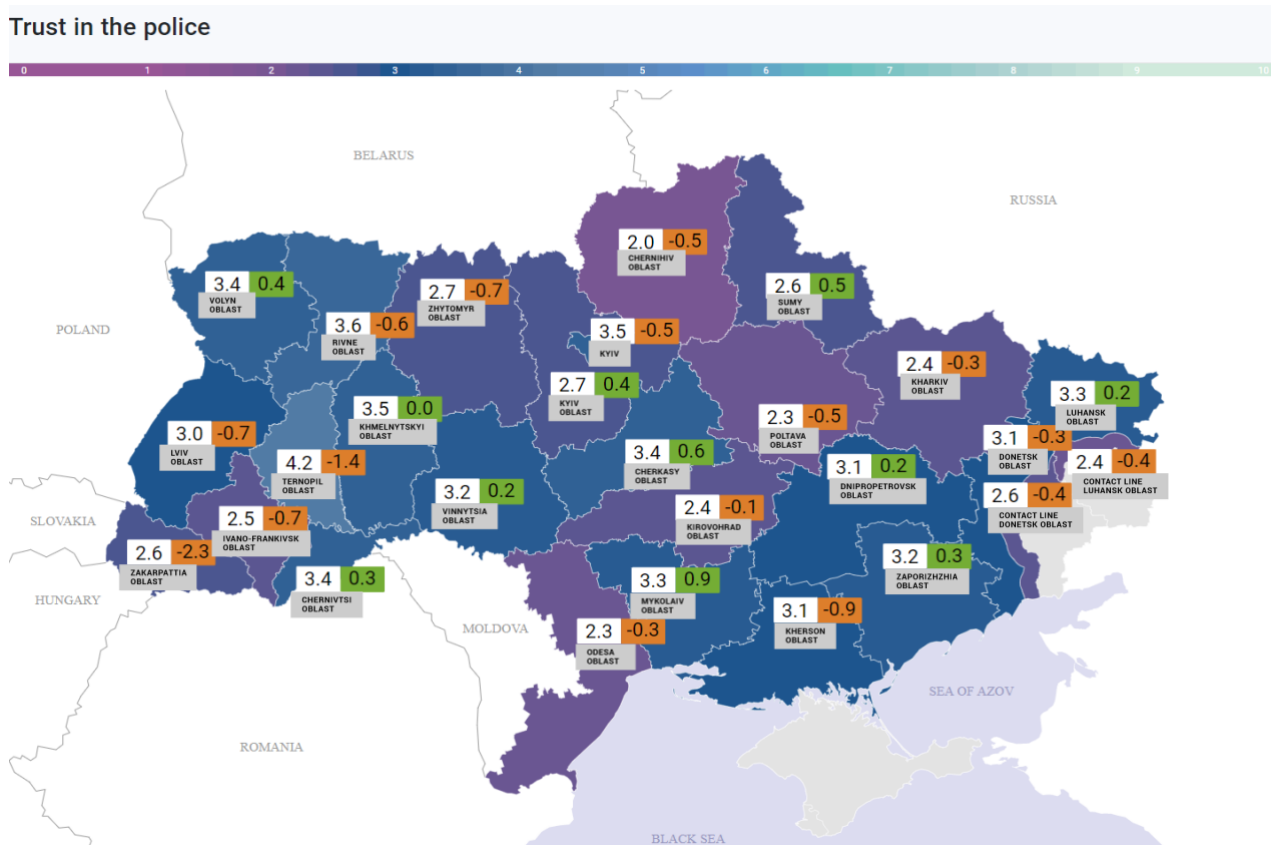 Trust in the police
0 1 2 3 4 5 6 7 8 9 10
BELARUS
RUSSIA
2.0 -0.5
CHERNIHIV
OBLAST
3.4 0.4
VOLYN
OBLAST
2.7 -0.7
ZHYTOMYR
OBLAST
2.6 0.5
SUMY
OBLAST
POLAND
3.6 -0.6
RIVNE
OBLAST
3.5 -0.5
KYIV
2.4 -0.3
KHARKIV
OBLAST
2.7 0.4
KYIV
OBLAST
3.3 0.2
LUHANSK
OBLAST
3.5 0.0
KHMELNYTSKYI
OBLAST
2.3 -0.5
POLTAVA
OBLAST
3.0 -0.7
LVIV
OBLAST
3.1 -0.3
DONETSK
OBLAST
4.2 -1.4
TERNOPIL
OBLAST
3.4 0.6
CHERKASY
OBLAST
3.1 0.2
DNIPROPETROVSK
OBLAST
2.4 -0.4
CONTACT LINE
LUHANSK OBLAST
3.2 0.2
VINNYTSIA
OBLAST
2.6 -0.4
CONTACT LINE
DONETSK OBLAST
SLOVAKIA
2.5 -0.7
IVANO-FRANKIVSK
OBLAST
2.4 -0.1
KIROVOHRAD
OBLAST
2.6 -2.3
ZAKARPATTIA
OBLAST
3.2 0.3
ZAPORIZHZHIA
OBLAST
HUNGARY
3.4 0.3
CHERNIVTSI
OBLAST
3.3 0.9
MYKOLAIV
OBLAST
3.1 -0.9
KHERSON
OBLAST
MOLDOVA
2.3 -0.3
ODESA
OBLAST
SEA OF AZOV
ROMANIA
BLACK SEA